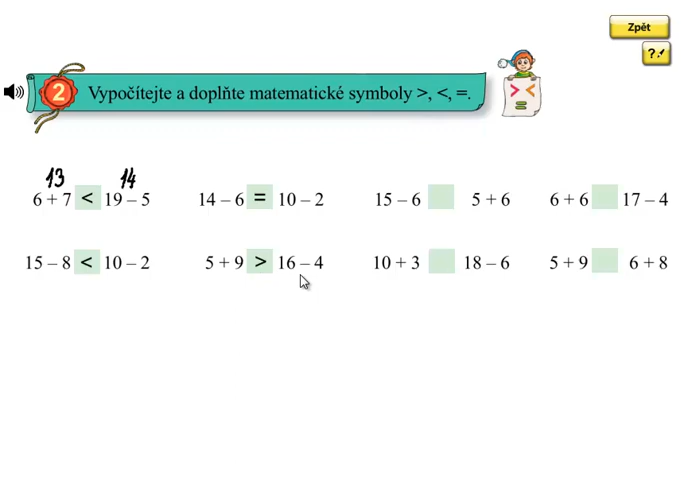 Zpět
?✓
2 Vypočítejte a doplňte matematické symboly >, <, =.
> <
=
13 14
6 + 7 < 19 – 5 14 – 6 = 10 – 2 15 – 6 5 + 6 6 + 6 17 – 4
15 – 8 < 10 – 2 5 + 9 > 16 – 4 10 + 3 18 – 6 5 + 9 6 + 8